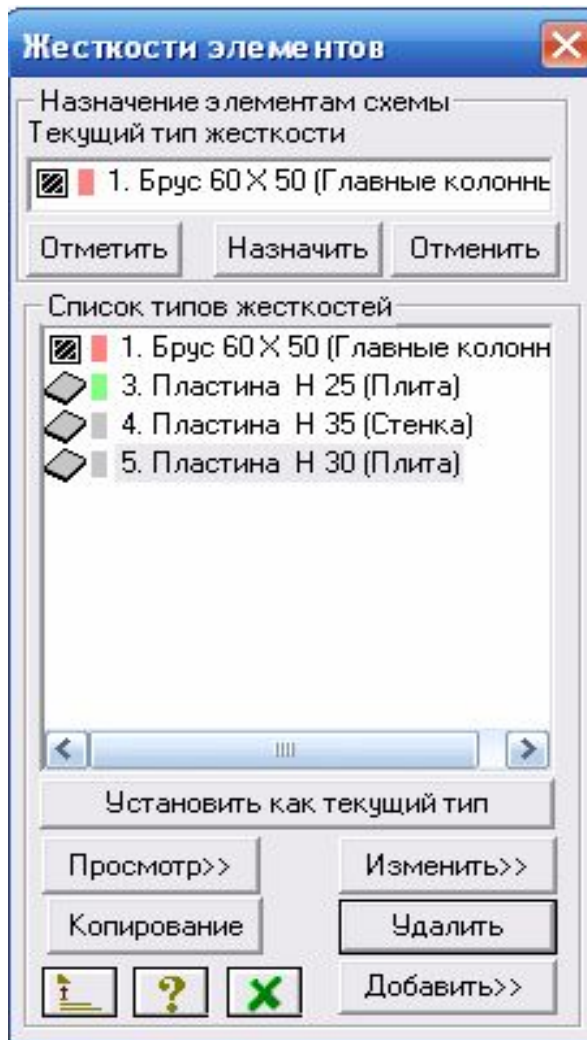 Жесткости элементов
Назначение элементам схемы
Текущий тип жесткости
1. Брус 60 X 50 (Главные колонны
Отметить Назначить Отменить
Список типов жесткостей
1. Брус 60 X 50 (Главные колонн
3. Пластина Н 25 (Плита)
4. Пластина Н 35 (Стенка)
5. Пластина Н 30 (Плита)
Установить как текущий тип
Просмотр>> Изменить>>
Копирование Удалить
? Добавить>>